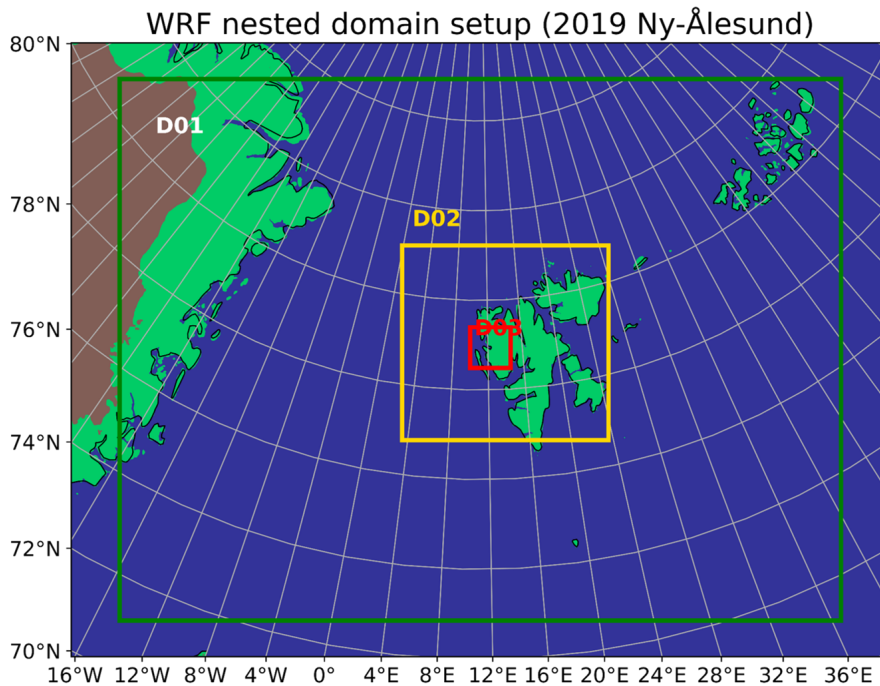 WRF nested domain setup (2019 Ny-Ålesund)
80°N
D01
78°N
D02
76°N
D03
74°N
72°N
70°N
16°W 12°W 8°W 4°W 0° 4°E 8°E 12°E 16°E 20°E 24°E 28°E 32°E 36°E